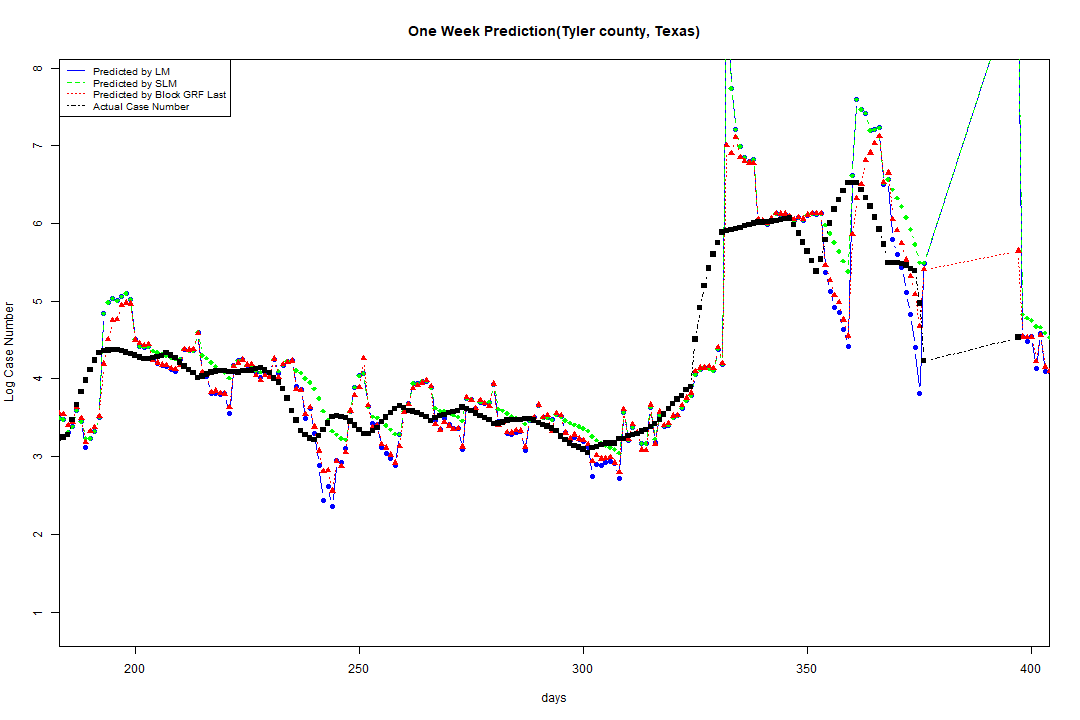 One Week Prediction(Tyler county, Texas)
Predicted by LM
Predicted by SLM
Predicted by Block GRF Last
Actual Case Number
8
7
6
5
4
3
2
1
Log Case Number
200 250 300 350 400
days